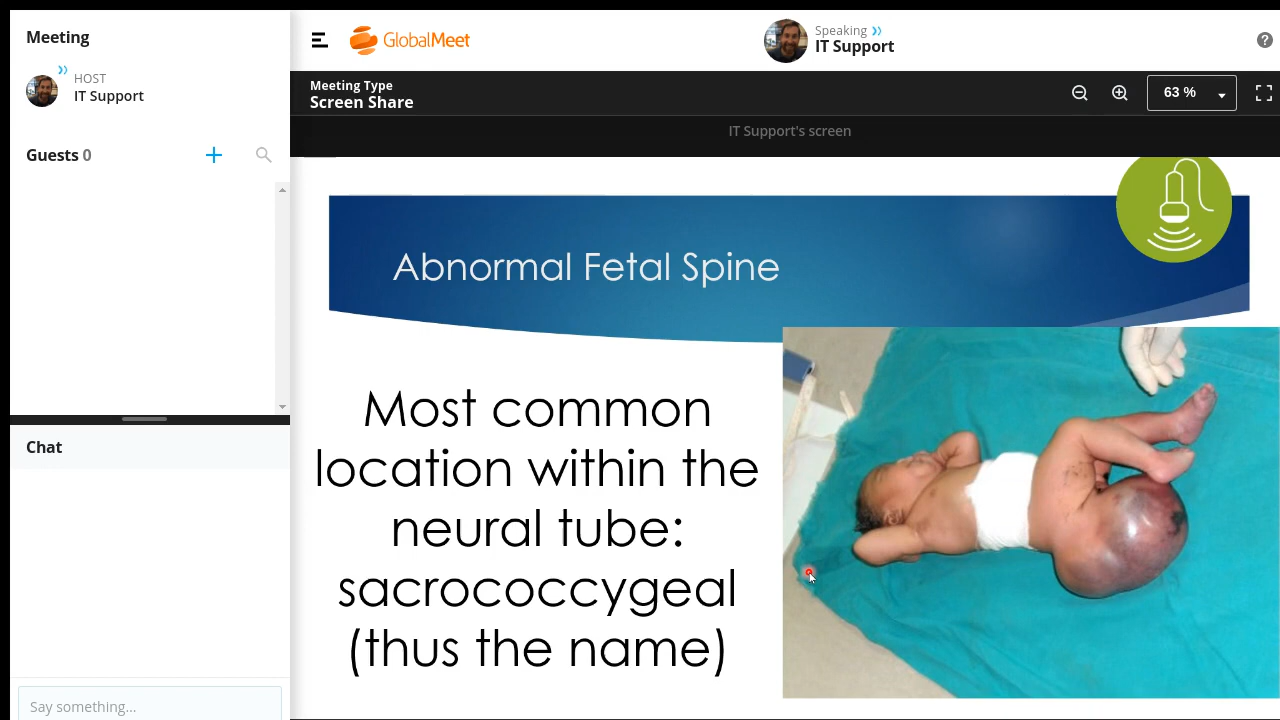 Meeting
HOST
IT Support
Guests 0
Chat
Say something...
GlobalMeet
Speaking
IT Support
Meeting Type
Screen Share
63 %
IT Support's screen
Abnormal Fetal Spine
Most common
location within the
neural tube:
sacrococcygeal
(thus the name)